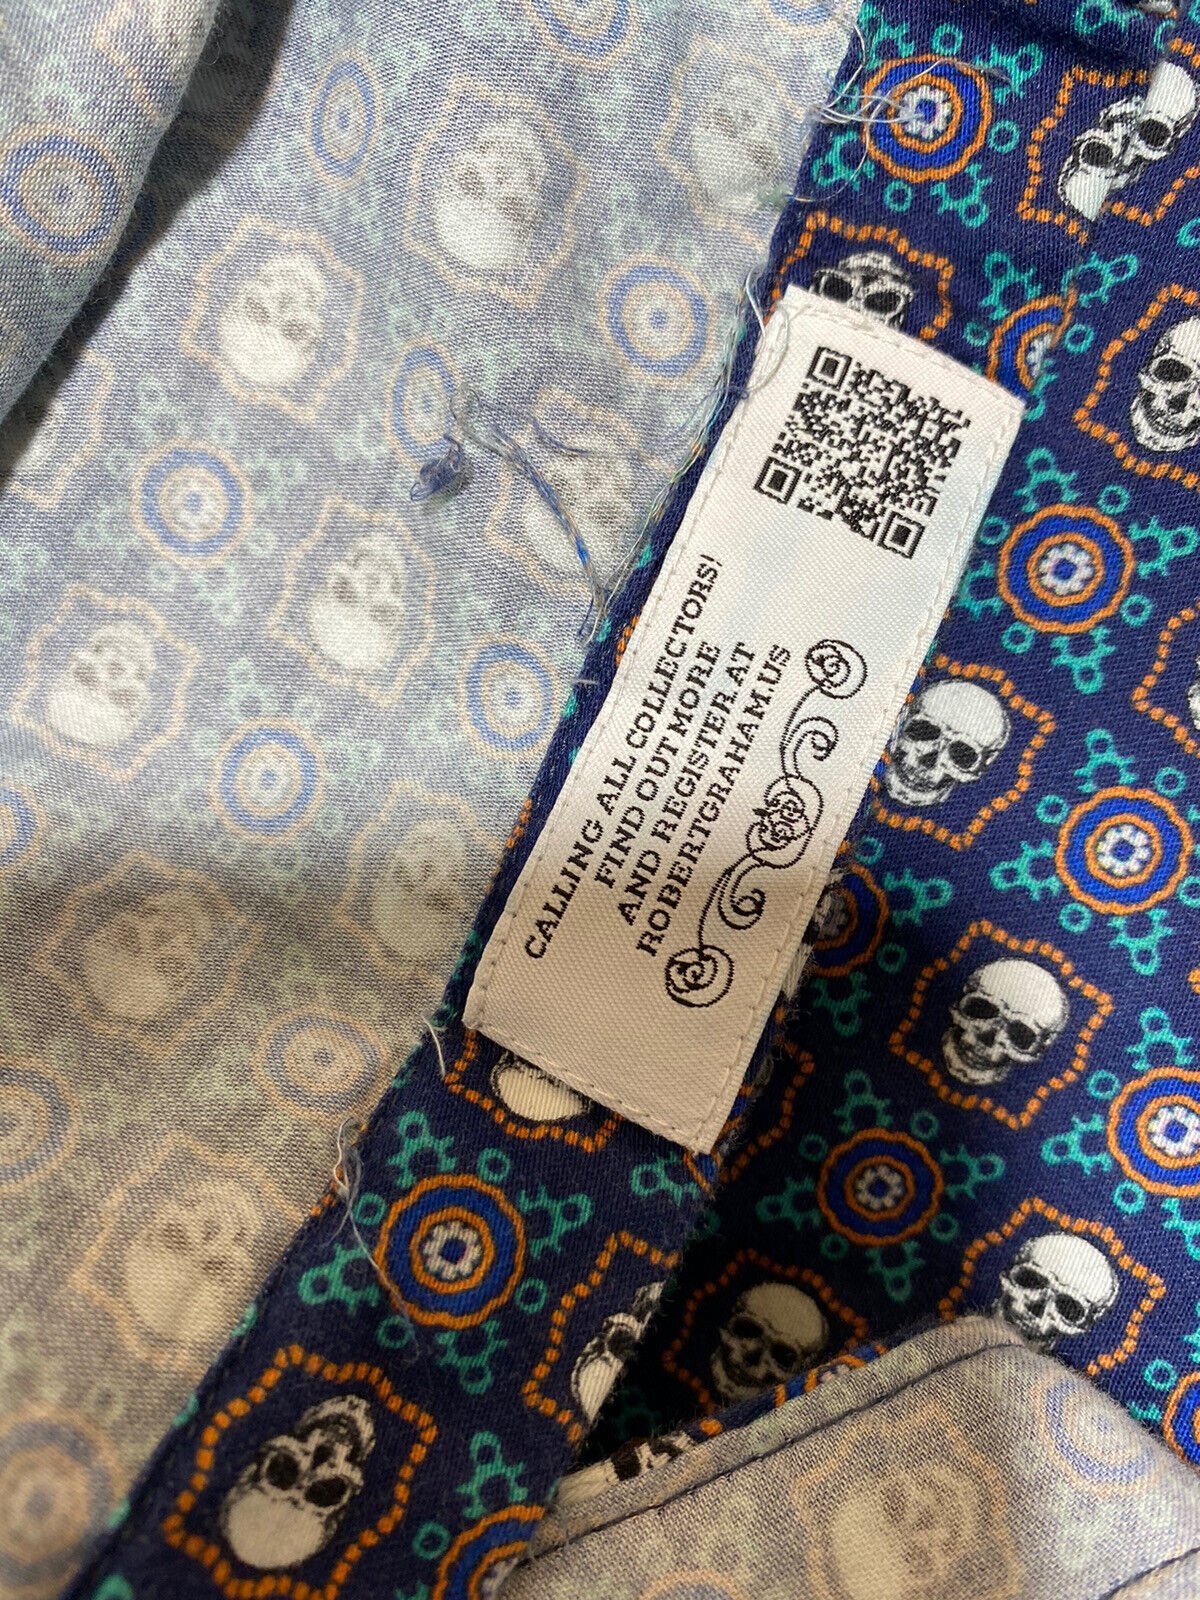 CALLING ALL COLLECTORS!
FIND OUT MORE
AND REGISTER AT
ROBERTGRAHAM.US